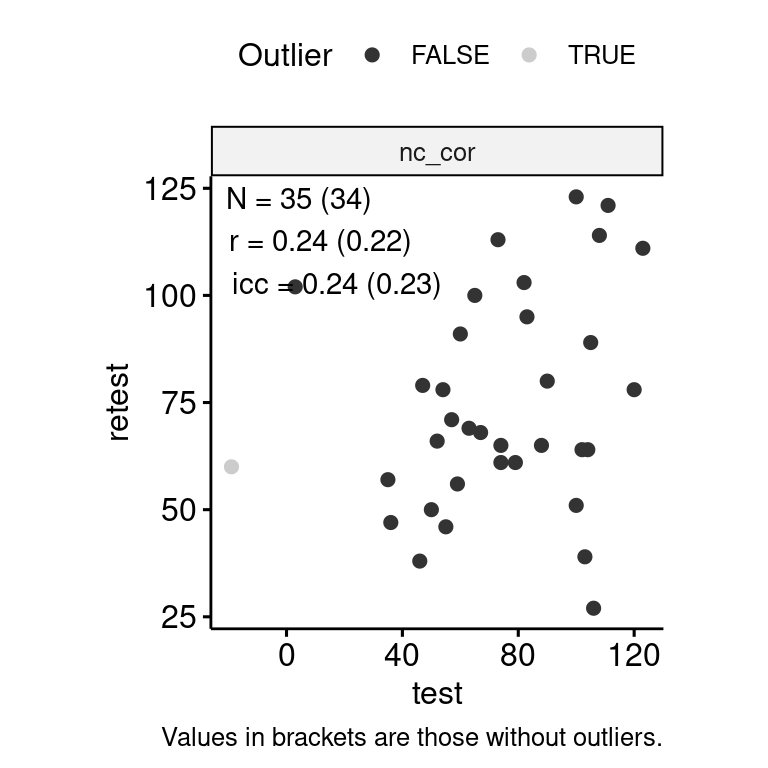 Outlier FALSE TRUE
nc_cor
N = 35 (34)
r = 0.24 (0.22)
icc = 0.24 (0.23)
125
100
75
50
25
retest
0 40 80 120
test
Values in brackets are those without outliers.